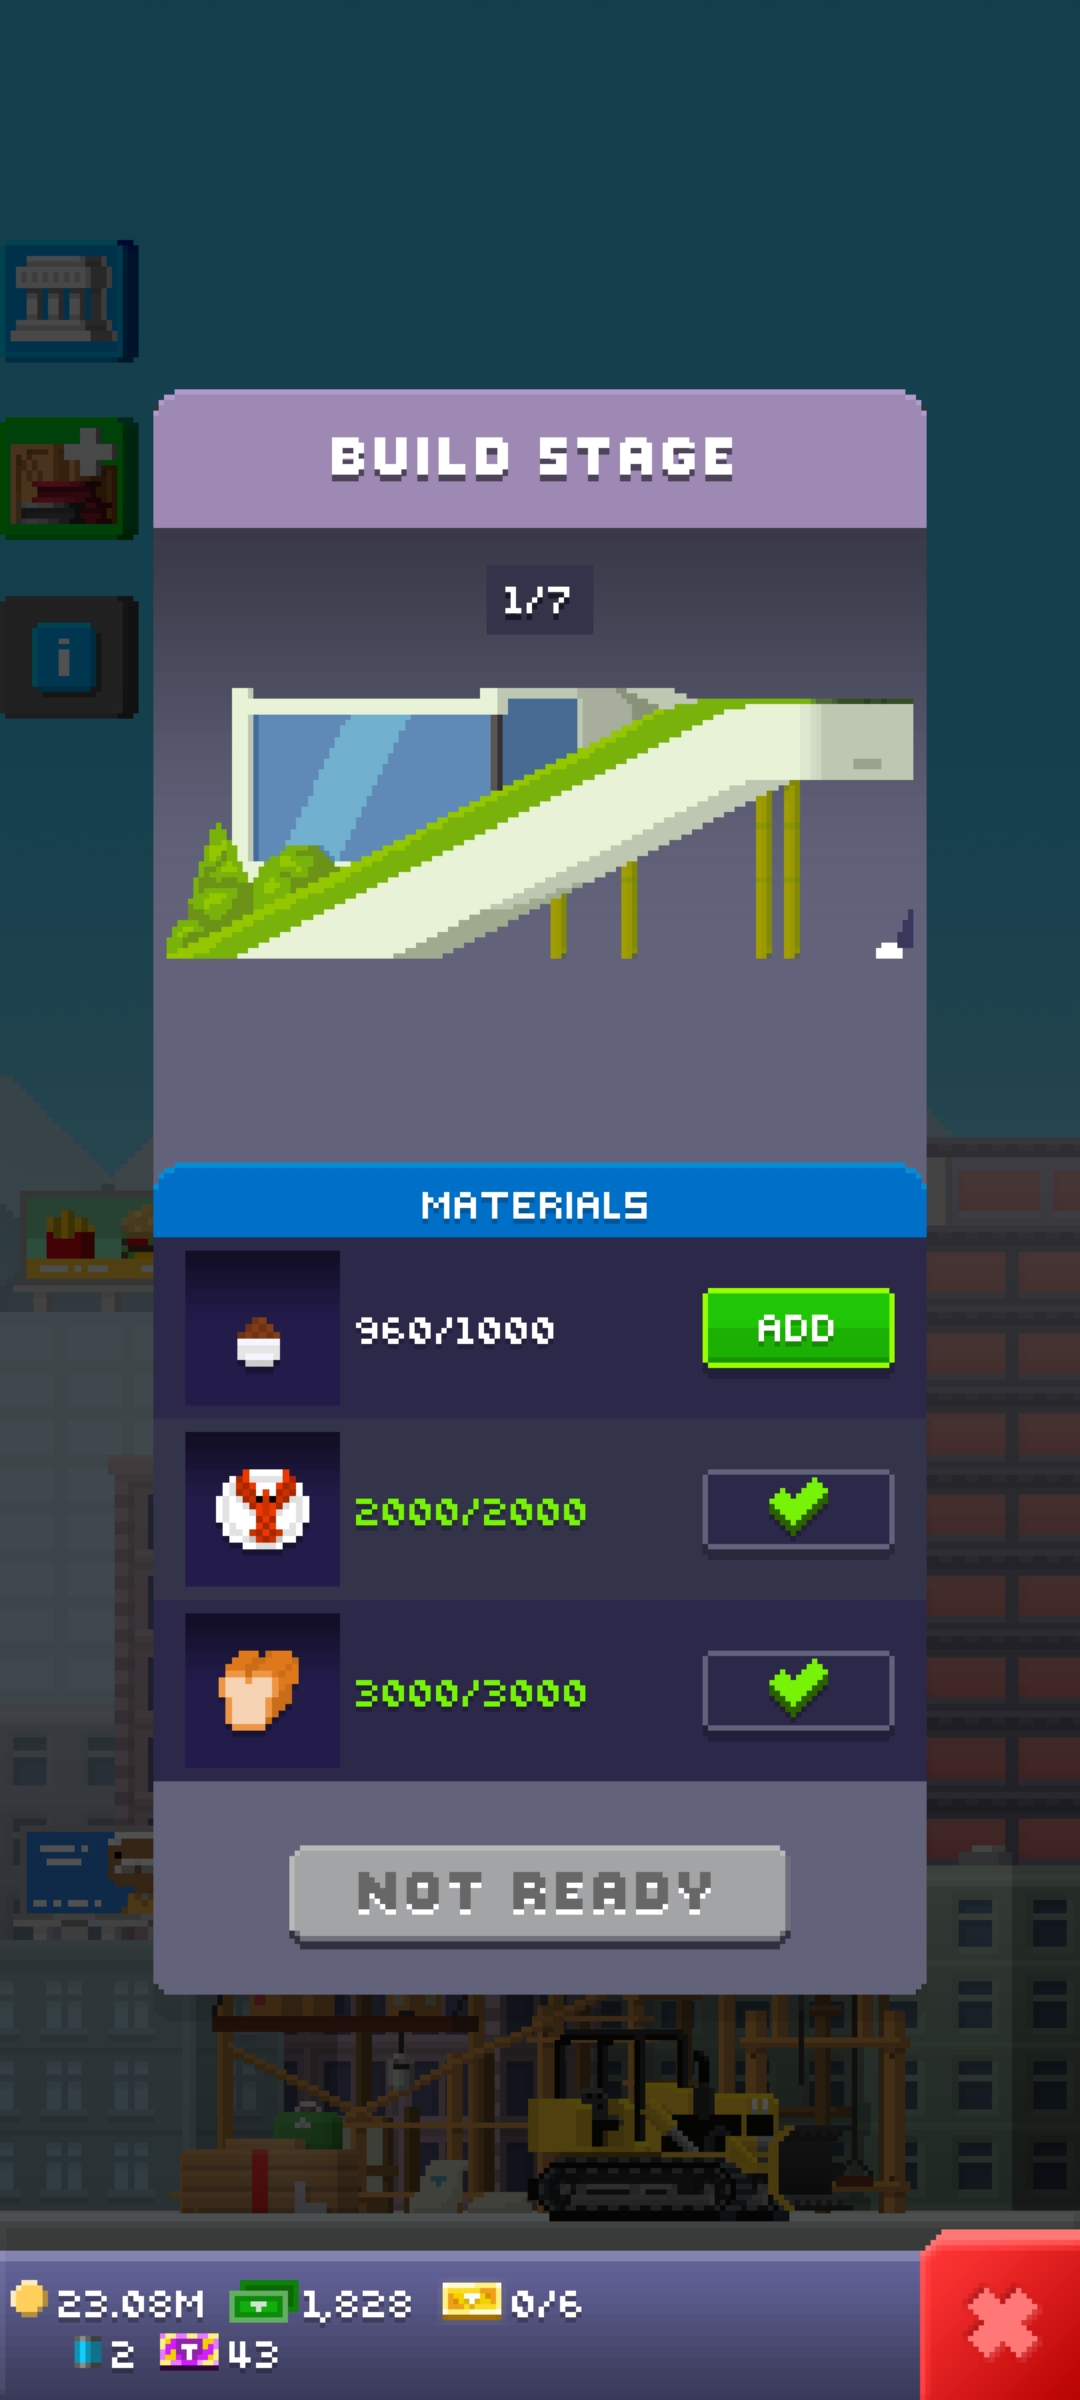 BUILD STAGE
1/7
MATERIALS
960/1000
ADD
2000/2000
3000/3000
NOT READY
23.08M 1,828 0/6
2 T 43